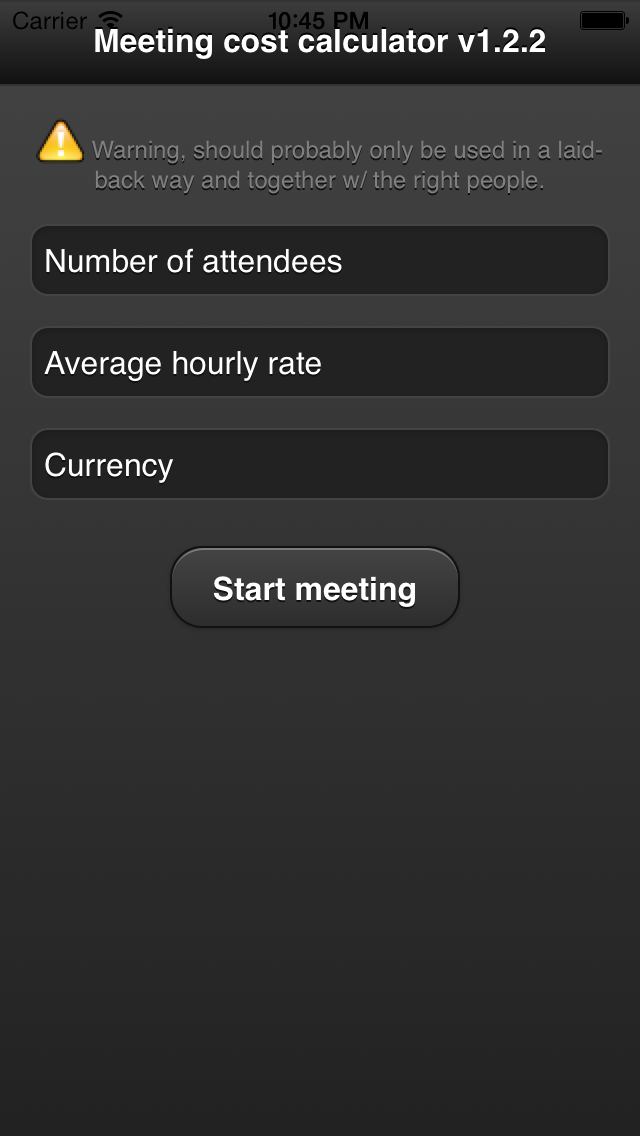 Carrier 10:45 PM
Meeting cost calculator v1.2.2
Warning, should probably only be used in a laid-
back way and together w/ the right people.
Number of attendees
Average hourly rate
Currency
Start meeting